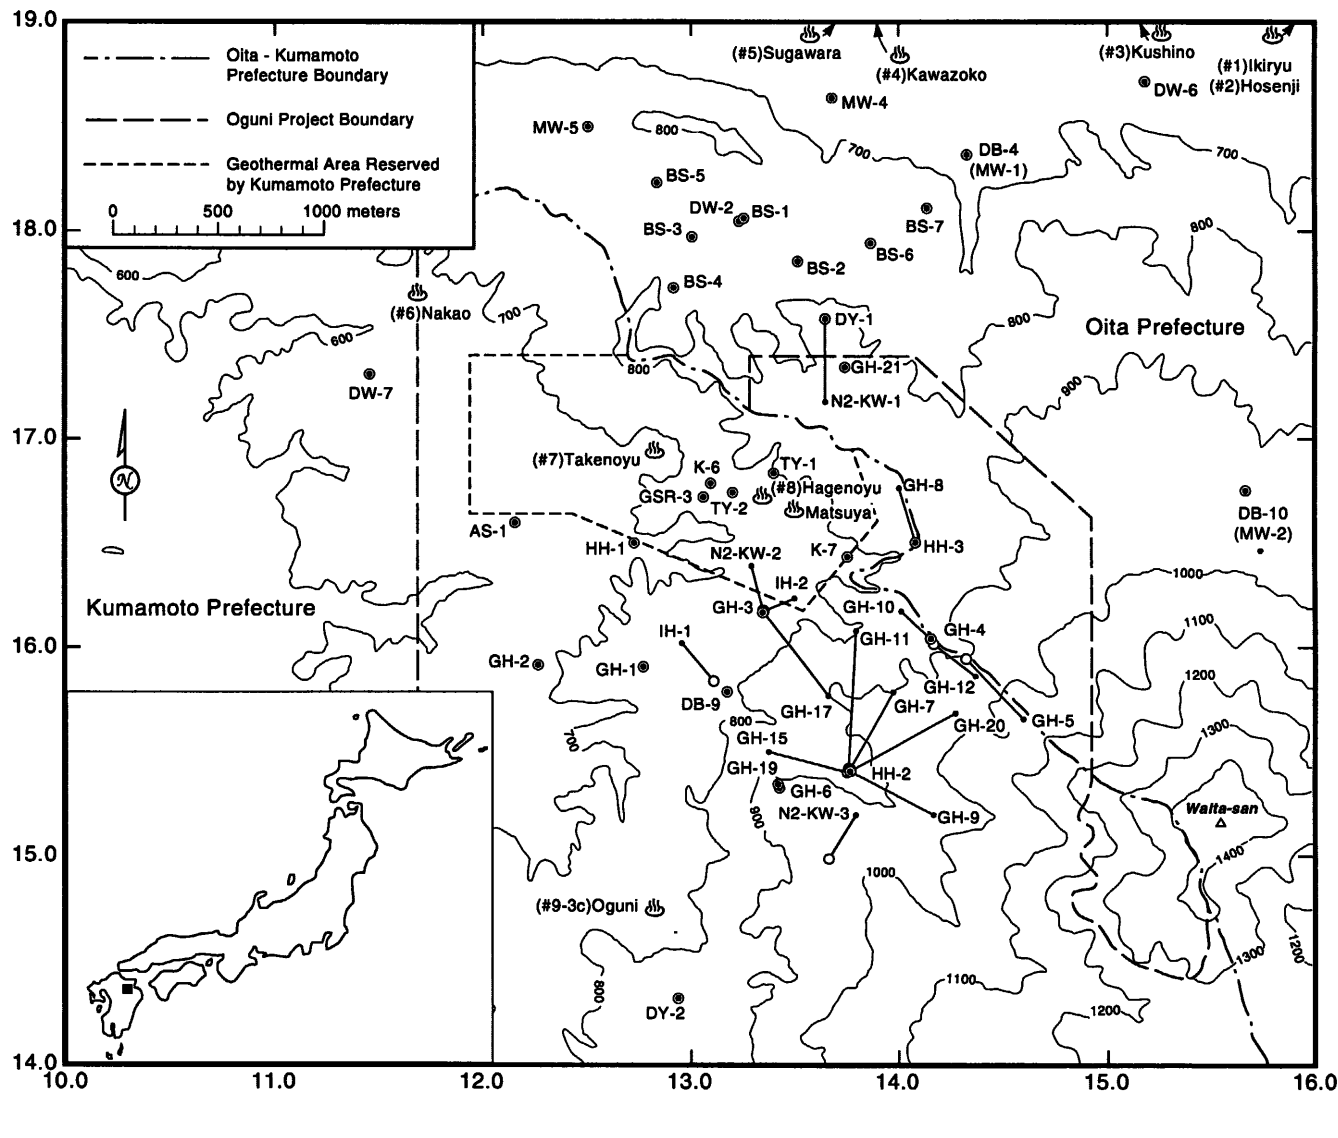 19.0
Oita - Kumamoto
Prefecture Boundary
Oguni Project Boundary
Geothermal Area Reserved
by Kumamoto Prefecture
0 500 1000 meters
(#5)Sugawara
(#4)Kawazoko
(#3)Kushino
(#1)Ikiryu
(#2)Hosenji
DW-6
MW-4
MW-5
800
700
DB-4
(MW-1)
700
BS-5
DW-2
BS-1
BS-3
BS-7
18.0
800
BS-6
BS-2
BS-4
600
(#6)Nakao
700
DY-1
800
Oita Prefecture
600
800
GH-21
DW-7
900
N2-KW-1
17.0
N
(#7)Takenoyu
K-6
TY-1
(#8)Hagenoyu
GH-8
GSR-3
TY-2
Matsuya
DB-10
(MW-2)
AS-1
HH-1
N2-KW-2
K-7
HH-3
1000
IH-2
Kumamoto Prefecture
GH-3
GH-10
1100
IH-1
GH-4
GH-11
16.0
GH-2
GH-1
GH-12
1200
DB-9
GH-17
GH-7
GH-20
GH-5
800
700
GH-15
1300
GH-19
HH-2
GH-6
Waita-san
900
N2-KW-3
GH-9
15.0
1400
1000
(#9-3c)Oguni
1200
1300
1100
800
DY-2
1200
14.0
10.0 11.0 12.0 13.0 14.0 15.0 16.0